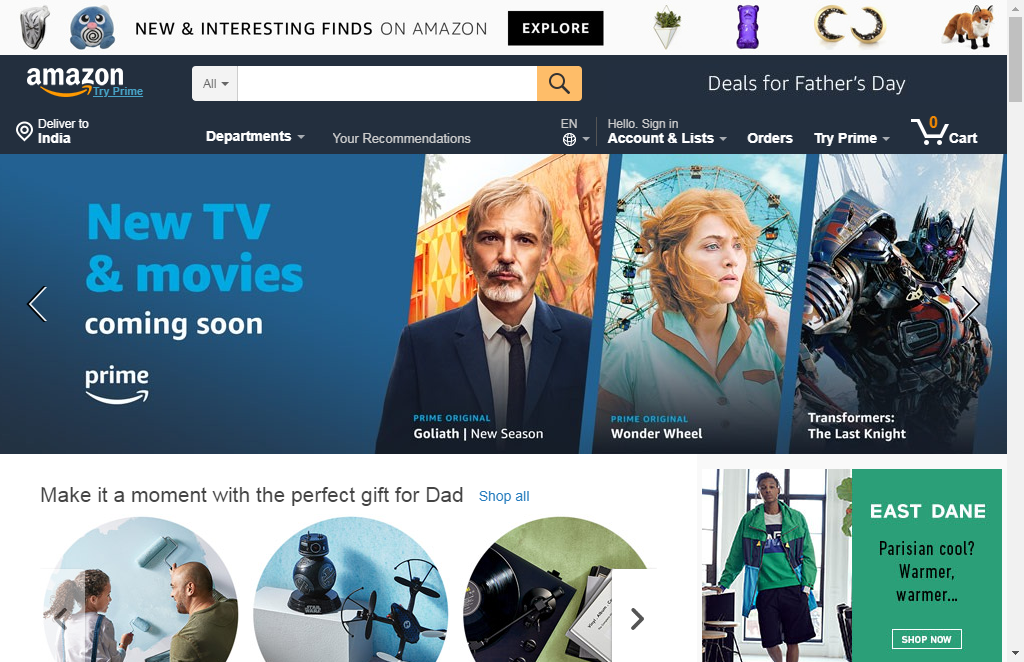 NEW & INTERESTING FINDS ON AMAZON
EXPLORE
amazon
Try Prime
All
Deals for Father's Day
Deliver to
India
Departments
Your Recommendations
EN
Hello. Sign in
Account & Lists
Orders
Try Prime
0
Cart
New TV
& movies
coming soon
prime
PRIME ORIGINAL
Goliath | New Season
PRIME ORIGINAL
Wonder Wheel
Transformers:
The Last Knight
Make it a moment with the perfect gift for Dad
Shop all
STAR
WARS
EAST DANE
Parisian cool?
Warmer,
warmer...
SHOP NOW